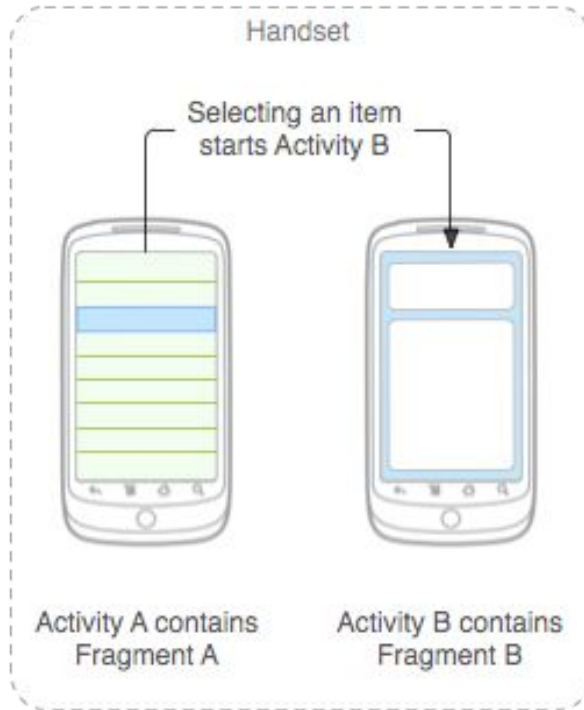 Handset
Selecting an item
starts Activity B
Activity A contains
Fragment A
Activity B contains
Fragment B